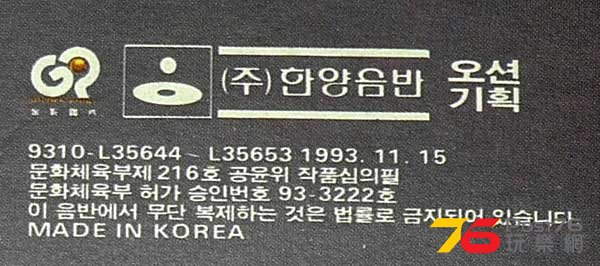 GP
(주) 한양음반
오션
기획
9310-L35644 ~ L35653 1993. 11. 15
문화체육부제 216호 공윤위 작품심의필
문화체육부 허가 승인번호 93-3222호
이 음반에서 무단 복제하는 것은 법률로 금지되어 있습니다.
MADE IN KOREA
76
玩樂網